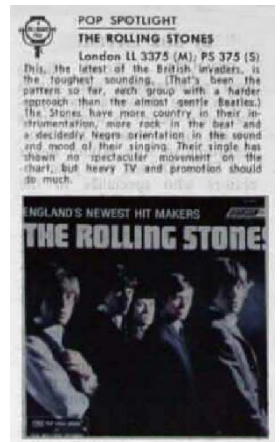 POP SPOTLIGHT
THE ROLLING STONES
London LL 3375 (M); PS 375 (S)
This, the latest of the British invaders, is
the toughest sounding. (That's been the
pattern so far, each group with a harder
approach than the almost gentle Beatles.)
The Stones have more country in their in-
strumentation, more rock in the beat and
a decidedly Negro orientation in the sound
and mood of their singing. Their single has
shown no spectacular movement on the
chart, but heavy TV and promotion should
do much.
ENGLAND'S NEWEST HIT MAKERS
LONDON
THE ROLLING STONES